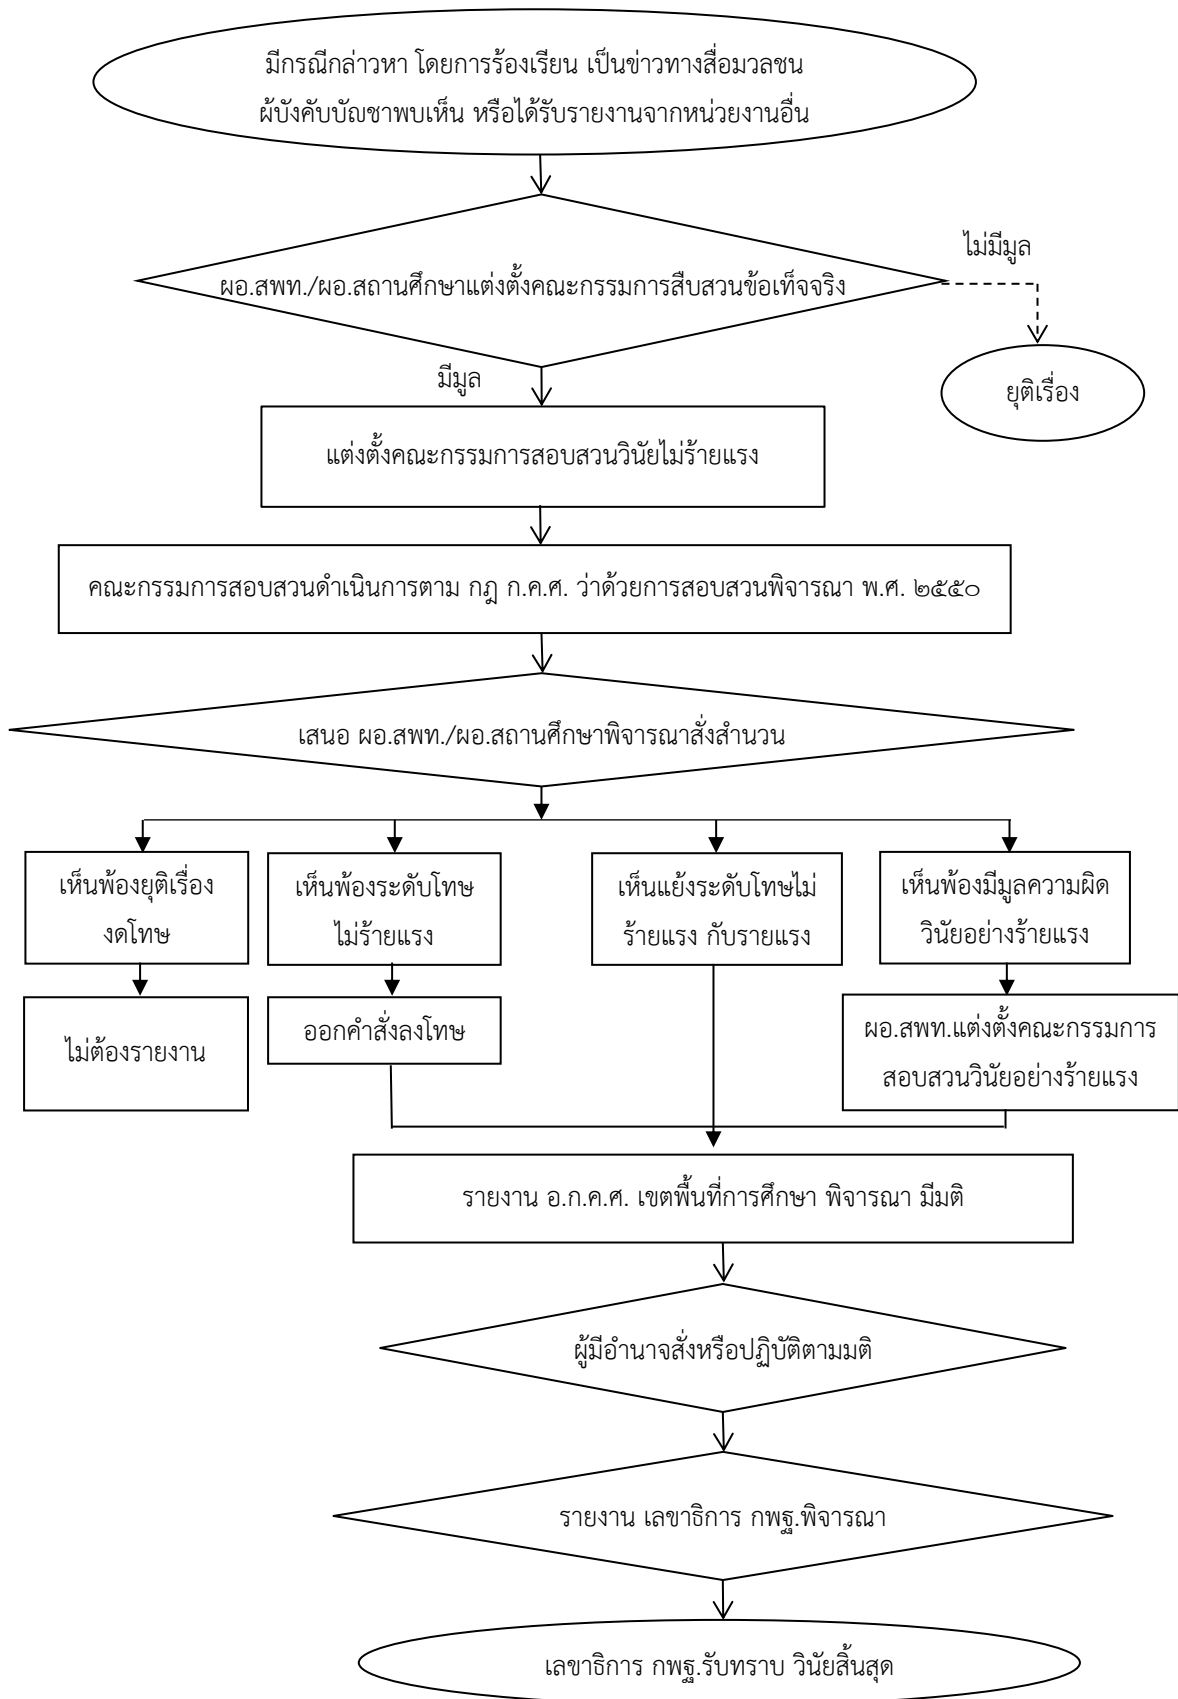 มีกรณีกล่าวหา โดยการร้องเรียน เป็นข่าวทางสื่อมวลชน
ผู้บังคับบัญชาพบเห็น หรือได้รับรายงานจากหน่วยงานอื่น
ไม่มีมูล
ผอ.สพท./ผอ.สถานศึกษาแต่งตั้งคณะกรรมการสืบสวนข้อเท็จจริง
มีมูล
ยุติเรื่อง
แต่งตั้งคณะกรรมการสอบสวนวินัยไม่ร้ายแรง
คณะกรรมการสอบสวนดำเนินการตาม กฎ ก.ค.ศ. ว่าด้วยการสอบสวนพิจารณา พ.ศ. ๒๕๕๐
เสนอ ผอ.สพท./ผอ.สถานศึกษาพิจารณาสั่งสำนวน
เห็นพ้องยุติเรื่อง
งดโทษ
เห็นพ้องระดับโทษ
ไม่ร้ายแรง
เห็นแย้งระดับโทษไม่
ร้ายแรง กับรายแรง
เห็นพ้องมีมูลความผิด
วินัยอย่างร้ายแรง
ไม่ต้องรายงาน
ออกคำสั่งลงโทษ
ผอ.สพท.แต่งตั้งคณะกรรมการ
สอบสวนวินัยอย่างร้ายแรง
รายงาน อ.ก.ค.ศ. เขตพื้นที่การศึกษา พิจารณา มีมติ
ผู้มีอำนาจสั่งหรือปฏิบัติตามมติ
รายงาน เลขาธิการ กพฐ.พิจารณา
เลขาธิการ กพฐ.รับทราบ วินัยสิ้นสุด